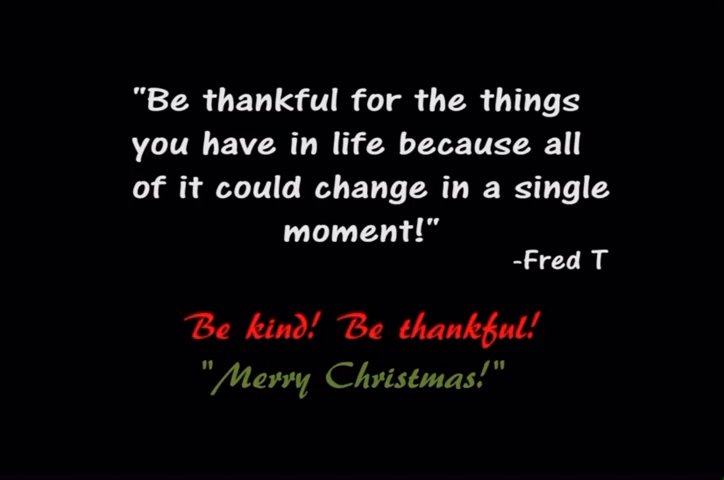 "Be thankful for the things
you have in life because all
of it could change in a single
moment!"
-Fred T
Be kind! Be thankful!
"Merry Christmas!"